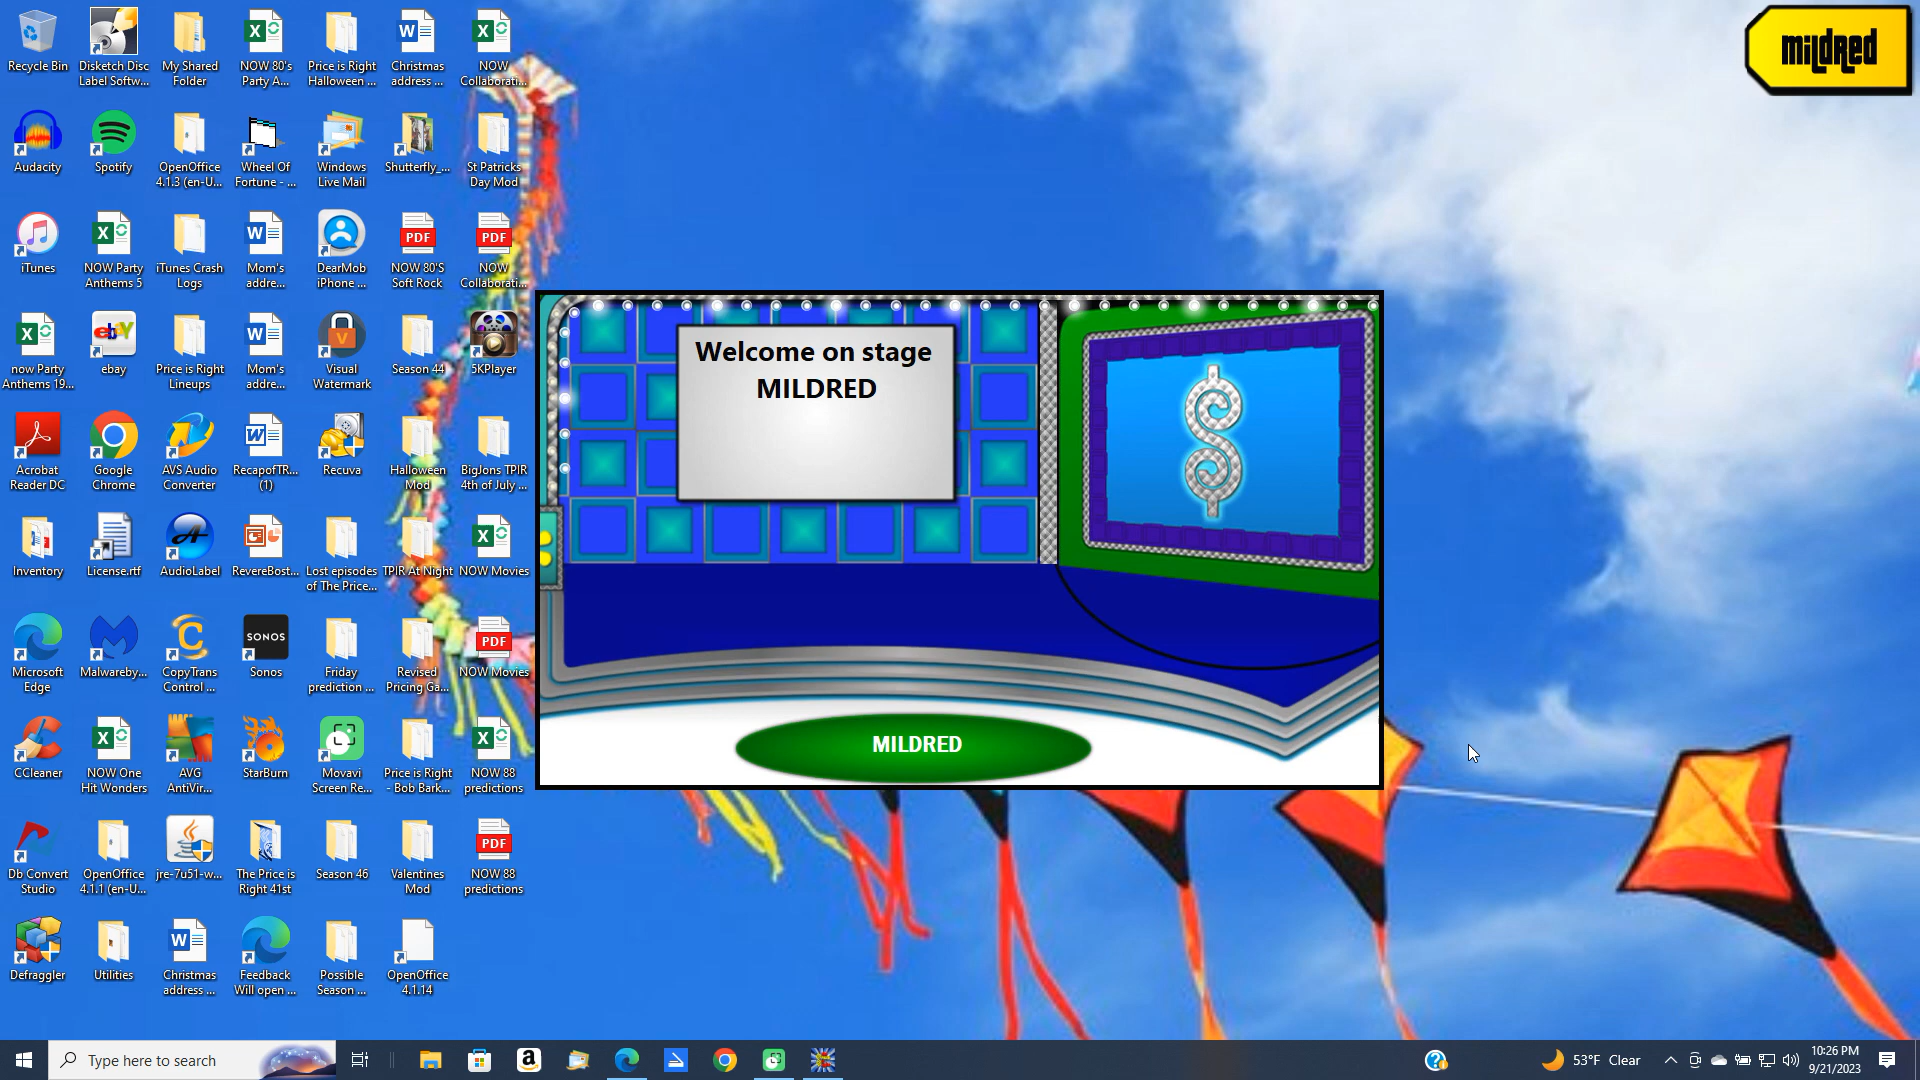 Recycle Bin
Disketch Disc
Label Softw...
My Shared
Folder
NOW 80's
Party A...
Price is Right
Halloween ...
Christmas
address ...
NOW
Collaborati...
Audacity
Spotify
OpenOffice
4.1.3 (en-U...
Wheel Of
Fortune - ...
Windows
Live Mail
Shutterfly_...
St Patricks
Day Mod
iTunes
NOW Party
Anthems 5
iTunes Crash
Logs
Mom's
addre...
DearMob
iPhone ...
PDF
NOW 80'S
Soft Rock
PDF
NOW
Collaborati...
now Party
Anthems 19...
ebay
ebay
Price is Right
Lineups
Mom's
addre...
Visual
Watermark
Season 44
5KPlayer
Acrobat
Reader DC
Google
Chrome
AVS Audio
Converter
RecapofTR...
(1)
Recuva
Halloween
Mod
BigJons TPIR
4th of July ...
Inventory
License.rtf
AudioLabel
RevereBost...
Lost episodes
of The Price...
TPIR At Night
NOW Movies
Microsoft
Edge
Malwareby...
CopyTrans
Control ...
SONOS
Sonos
Friday
prediction ...
Revised
Pricing Ga...
PDF
NOW Movies
CCleaner
NOW One
Hit Wonders
AVG
AntiVir...
StarBurn
Movavi
Screen Re...
Price is Right
- Bob Bark...
NOW 88
predictions
Db Convert
Studio
OpenOffice
4.1.1 (en-U...
jre-7u51-w...
The Price is
Right 41st
Season 46
Valentines
Mod
PDF
NOW 88
predictions
Defraggler
Utilities
Christmas
address ...
Feedback
Will open ...
Possible
Season ...
OpenOffice
4.1.14
Welcome on stage
MILDRED
MILDRED
mildred
Type here to search
53°F Clear
10:26 PM
9/21/2023